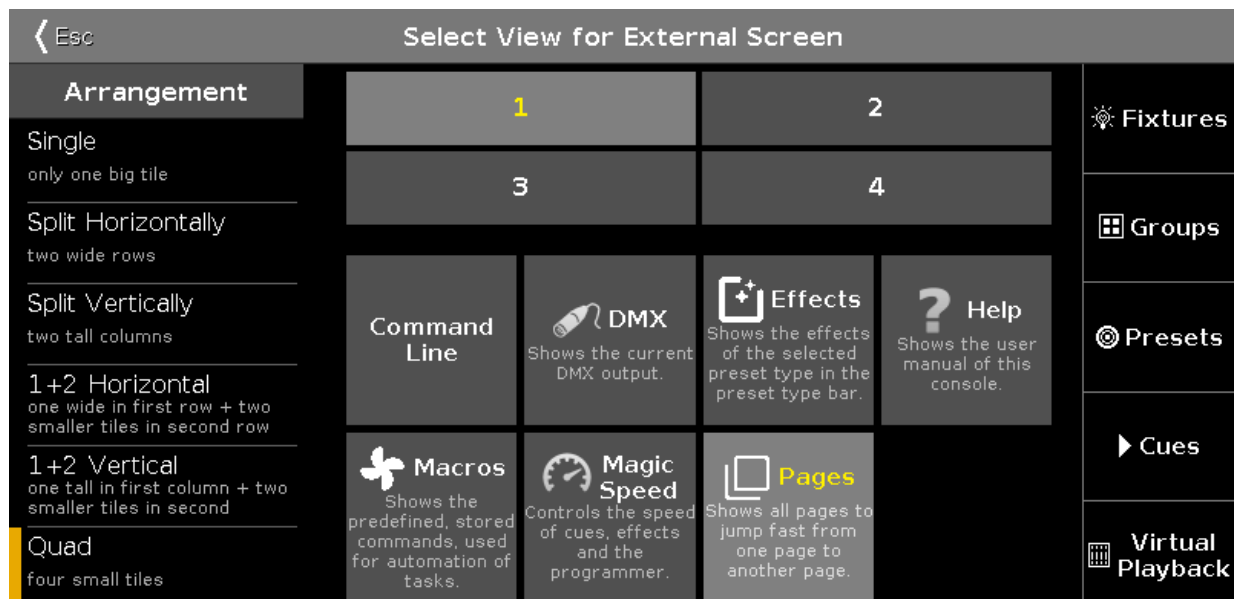 Esc
Select View for External Screen
Arrangement
Single
only one big tile
Split Horizontally
two wide rows
Split Vertically
two tall columns
1+2 Horizontal
one wide in first row + two
smaller tiles in second row
1+2 Vertical
one tall in first column + two
smaller tiles in second
Quad
four small tiles
1
2
3
4
Command
Line
DMX
Shows the current
DMX output.
Effects
Shows the effects
of the selected
preset type in the
preset type bar.
Help
Shows the user
manual of this
console.
Macros
Shows the
predefined, stored
commands, used
for automation of
tasks.
Magic
Speed
Controls the speed
of cues, effects
and the
programmer.
Pages
Shows all pages to
jump fast from
one page to
another page.
Fixtures
Groups
Presets
Cues
Virtual
Playback